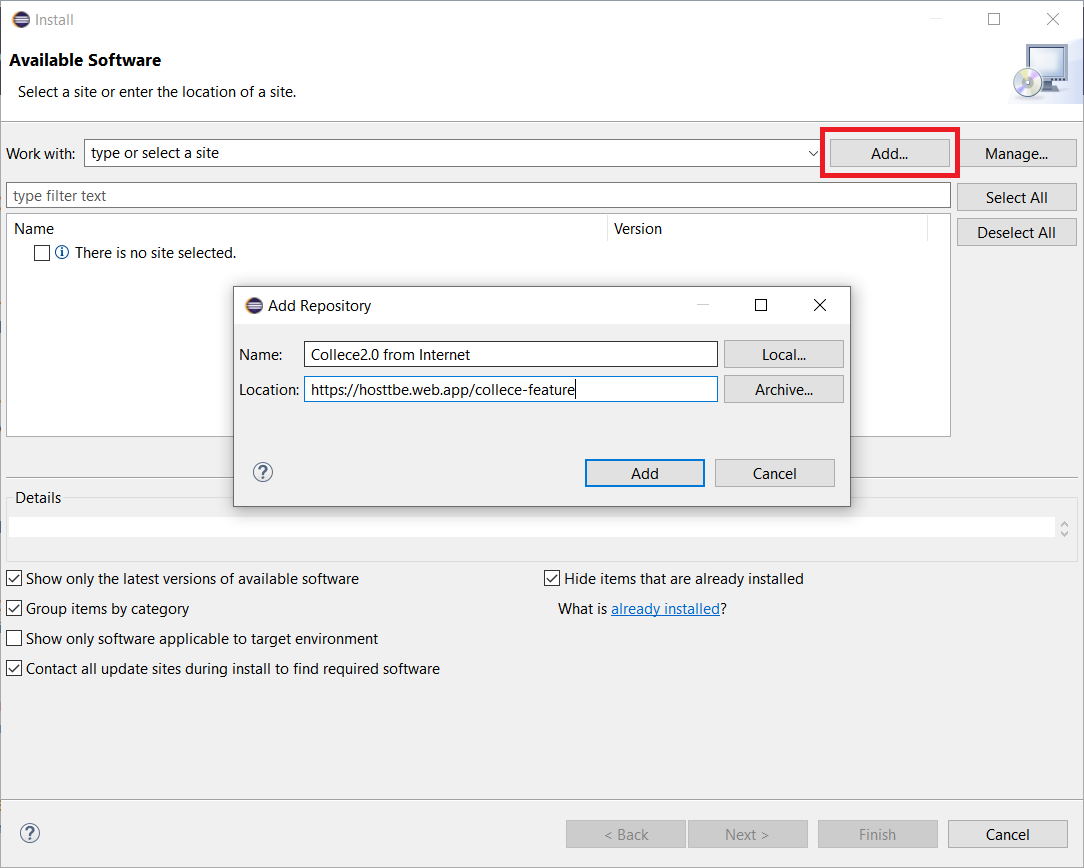 Install
Available Software
Select a site or enter the location of a site.
Work with: type or select a site Add... Manage...
type filter text Select All
Name Version Deselect All
There is no site selected.
Add Repository
Name: Collece2.0 from Internet Local...
Location: https://hosttbe.web.app/collece-feature Archive...
? Add Cancel
Details
Show only the latest versions of available software Hide items that are already installed
Group items by category What is already installed?
Show only software applicable to target environment
Contact all update sites during install to find required software
? < Back Next > Finish Cancel